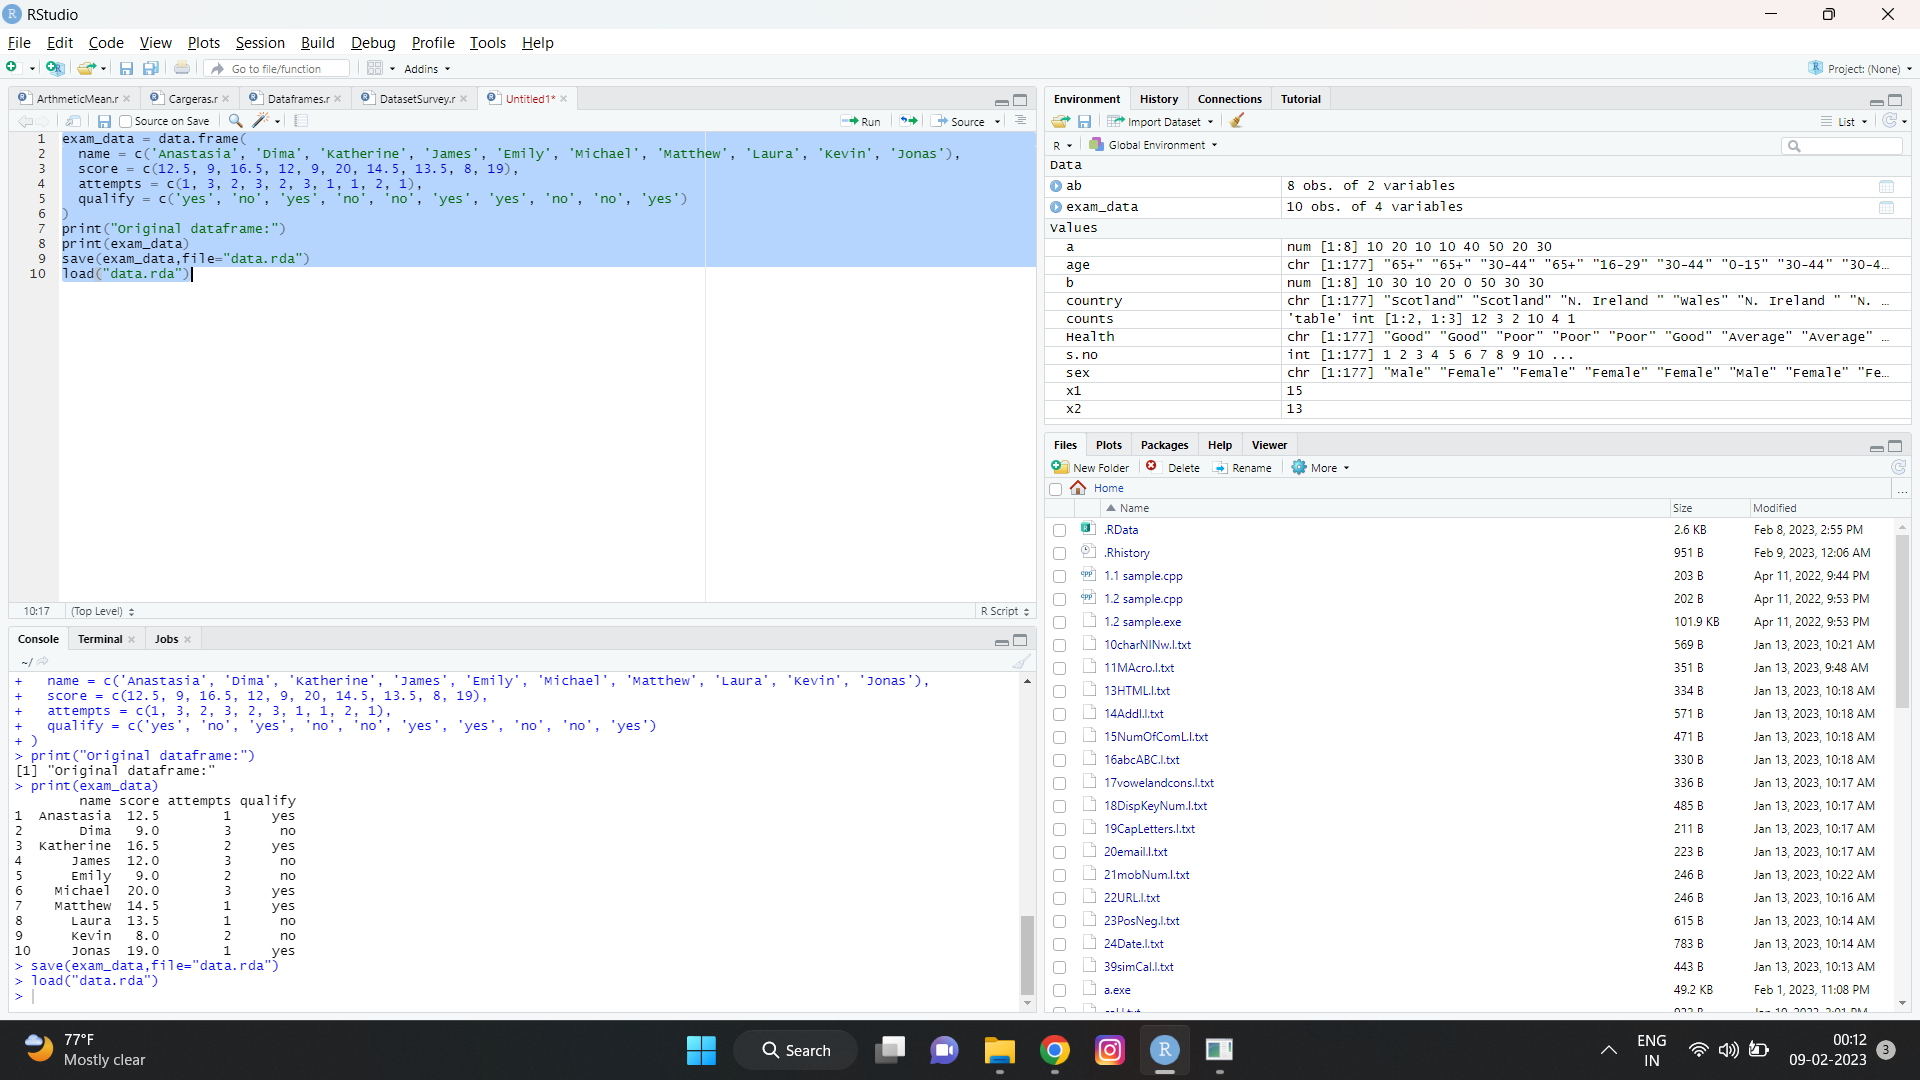 RStudio
File Edit Code View Plots Session Build Debug Profile Tools Help
Go to file/function Addins Project: (None)
ArthmeticMean.r Cargeras.r Dataframes.r DatasetSurvey.r Untitled1*
Source on Save Run Source
1 exam_data = data.frame(
2 name = c('Anastasia', 'Dima', 'Katherine', 'James', 'Emily', 'Michael', 'Matthew', 'Laura', 'Kevin', 'Jonas'),
3 score = c(12.5, 9, 16.5, 12, 9, 20, 14.5, 13.5, 8, 19),
4 attempts = c(1, 3, 2, 3, 2, 3, 1, 1, 2, 1),
5 qualify = c('yes', 'no', 'yes', 'no', 'no', 'yes', 'yes', 'no', 'no', 'yes')
6 )
7 print("Original dataframe:")
8 print(exam_data)
9 save(exam_data,file="data.rda")
10 load("data.rda")
10:17 (Top Level) R Script
Console Terminal Jobs
~/
+ name = c('Anastasia', 'Dima', 'Katherine', 'James', 'Emily', 'Michael', 'Matthew', 'Laura', 'Kevin', 'Jonas'),
+ score = c(12.5, 9, 16.5, 12, 9, 20, 14.5, 13.5, 8, 19),
+ attempts = c(1, 3, 2, 3, 2, 3, 1, 1, 2, 1),
+ qualify = c('yes', 'no', 'yes', 'no', 'no', 'yes', 'yes', 'no', 'no', 'yes')
+ )
> print("Original dataframe:")
[1] "Original dataframe:"
> print(exam_data)
name score attempts qualify
1 Anastasia 12.5 1 yes
2 Dima 9.0 3 no
3 Katherine 16.5 2 yes
4 James 12.0 3 no
5 Emily 9.0 2 no
6 Michael 20.0 3 yes
7 Matthew 14.5 1 yes
8 Laura 13.5 1 no
9 Kevin 8.0 2 no
10 Jonas 19.0 1 yes
> save(exam_data,file="data.rda")
> load("data.rda")
>
Environment History Connections Tutorial
Import Dataset List
R Global Environment
Data
ab 8 obs. of 2 variables
exam_data 10 obs. of 4 variables
Values
a num [1:8] 10 20 10 10 40 50 20 30
age chr [1:177] "65+" "65+" "30-44" "65+" "16-29" "30-44" "0-15" "30-44" "30-4…
b num [1:8] 10 30 10 20 0 50 30 30
country chr [1:177] "Scotland" "Scotland" "N. Ireland " "Wales" "N. Ireland " "N. …
counts 'table' int [1:2, 1:3] 12 3 2 10 4 1
Health chr [1:177] "Good" "Good" "Poor" "Poor" "Poor" "Good" "Average" "Average" …
s.no int [1:177] 1 2 3 4 5 6 7 8 9 10 ...
sex chr [1:177] "Male" "Female" "Female" "Female" "Female" "Male" "Female" "Fe…
x1 15
x2 13
Files Plots Packages Help Viewer
New Folder Delete Rename More
Home ...
Name Size Modified
.RData 2.6 KB Feb 8, 2023, 2:55 PM
.Rhistory 951 B Feb 9, 2023, 12:06 AM
1.1 sample.cpp 203 B Apr 11, 2022, 9:44 PM
1.2 sample.cpp 202 B Apr 11, 2022, 9:53 PM
1.2 sample.exe 101.9 KB Apr 11, 2022, 9:53 PM
10charNINw.l.txt 569 B Jan 13, 2023, 10:21 AM
11MAcro.l.txt 351 B Jan 13, 2023, 9:48 AM
13HTML.l.txt 334 B Jan 13, 2023, 10:18 AM
14Addl.l.txt 571 B Jan 13, 2023, 10:18 AM
15NumOfComL.l.txt 471 B Jan 13, 2023, 10:18 AM
16abcABC.l.txt 330 B Jan 13, 2023, 10:18 AM
17vowelandcons.l.txt 336 B Jan 13, 2023, 10:17 AM
18DispKeyNum.l.txt 485 B Jan 13, 2023, 10:17 AM
19CapLetters.l.txt 211 B Jan 13, 2023, 10:17 AM
20email.l.txt 223 B Jan 13, 2023, 10:17 AM
21mobNum.l.txt 246 B Jan 13, 2023, 10:22 AM
22URL.l.txt 246 B Jan 13, 2023, 10:16 AM
23PosNeg.l.txt 615 B Jan 13, 2023, 10:14 AM
24Date.l.txt 783 B Jan 13, 2023, 10:14 AM
39simCal.l.txt 443 B Jan 13, 2023, 10:13 AM
a.exe 49.2 KB Feb 1, 2023, 11:08 PM
77°F
Mostly clear
Search
ENG
IN
00:12
09-02-2023
3